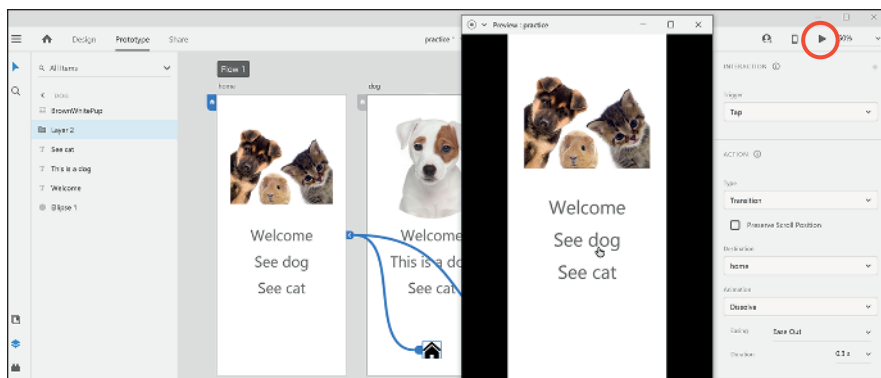 Preview : practice
Design
Prototype
Share
practice
50%
All Items
DOG
BrownWhitePup
Layer 2
See cat
This is a dog
Welcome
Ellipse 1
Flow 1
home
Welcome
See dog
See cat
dog
Welcome
This is a do
See cat
Welcome
See dog
See cat
INTERACTION
Trigger
Tap
ACTION
Type
Transition
Preserve Scroll Position
Destination
home
Animation
Dissolve
Easing
Ease Out
Duration
0.3 s